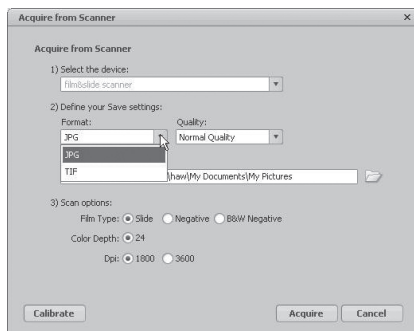 Acquire from Scanner
Acquire from Scanner
1) Select the device:
film&slide scanner
2) Define your Save settings:
Format: Quality:
JPG Normal Quality
JPG
TIF
\haw\My Documents\My Pictures
3) Scan options:
Film Type: Slide Negative B&W Negative
Color Depth: 24
Dpi: 1800 3600
Calibrate Acquire Cancel